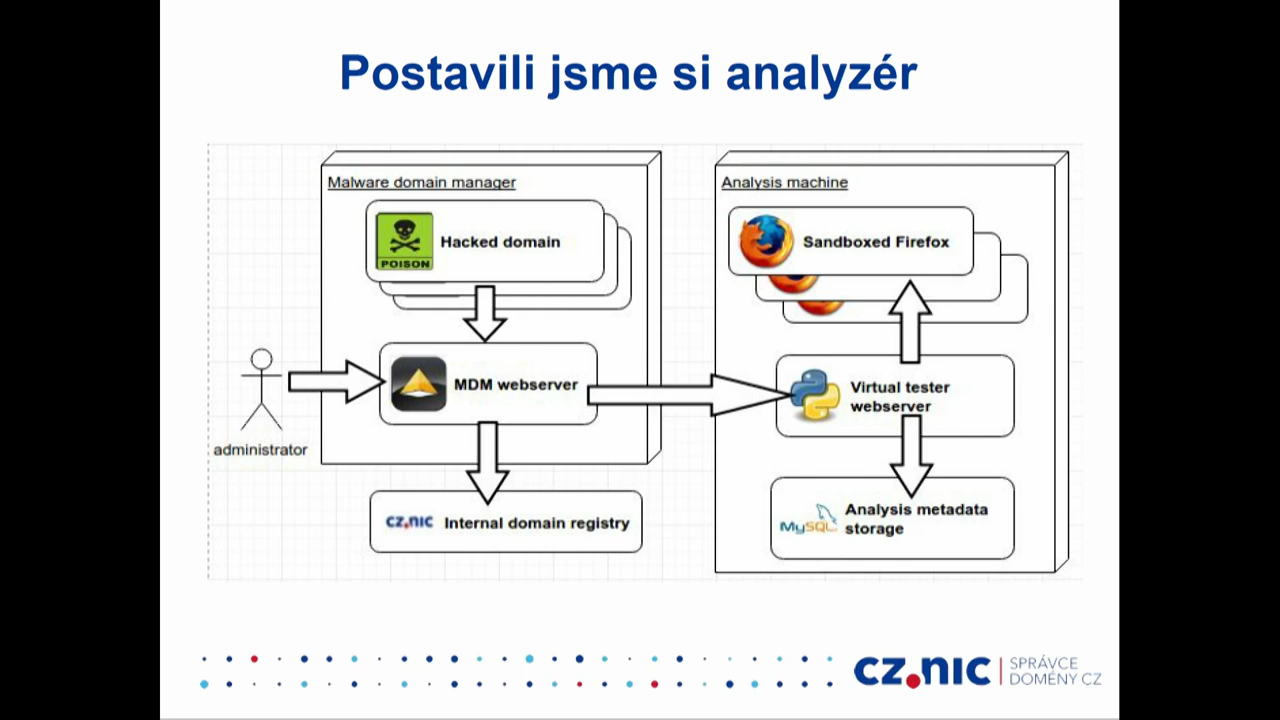 Postavili jsme si analyzér
Malware domain manager
POISON
Hacked domain
MDM webserver
administrator
CZ.NIC Internal domain registry
Analysis machine
Sandboxed Firefox
Virtual tester
webserver
MySQL
Analysis metadata
storage
CZ.NIC
SPRÁVCE
DOMÉNY CZ